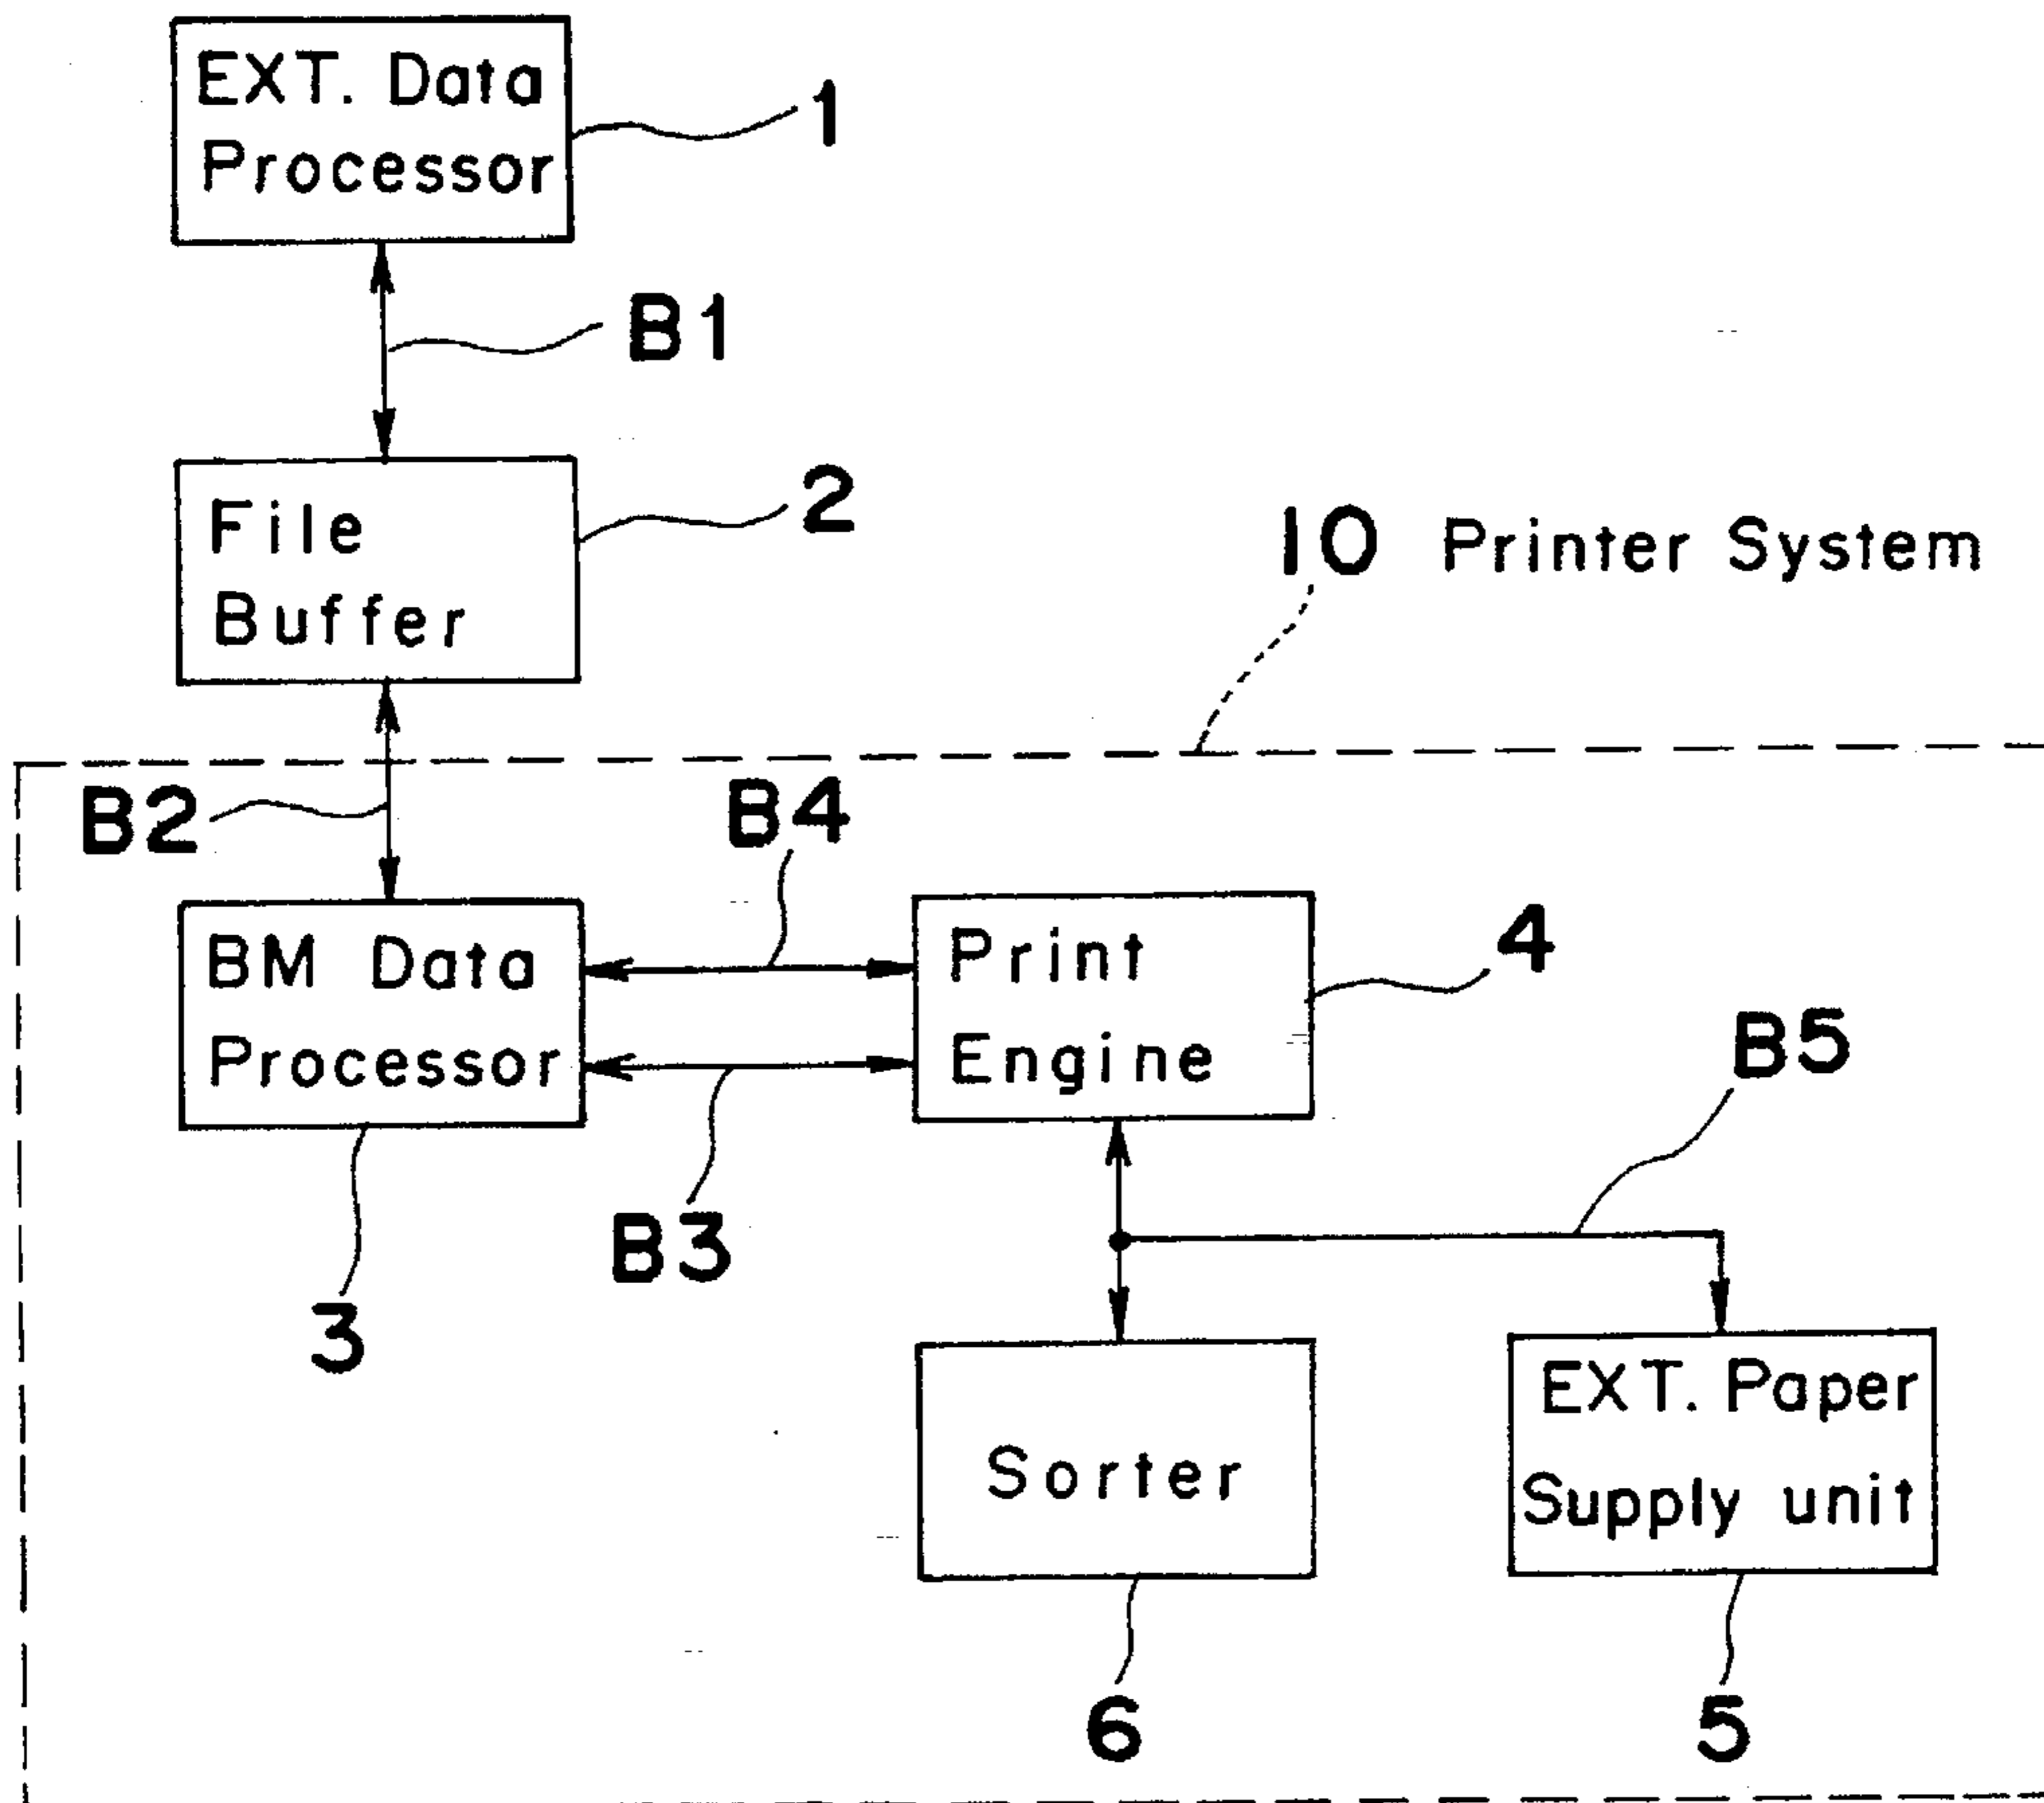 EXT. Data
Processor
1
B1
File
Buffer
2
10 Printer System
B2
B4
BM Data
Processor
Print
Engine
4
B5
B3
3
Sorter
EXT. Paper
Supply unit
6
5